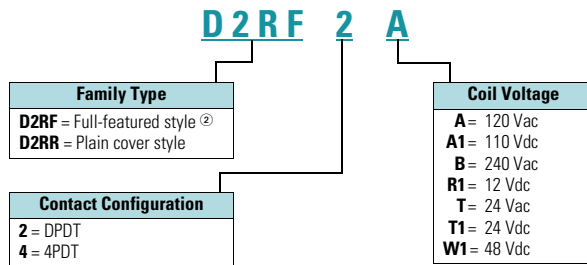 D2RF 2 A
Family Type
D2RF = Full-featured style ②
D2RR = Plain cover style
Contact Configuration
2 = DPDT
4 = 4PDT
Coil Voltage
A = 120 Vac
A1 = 110 Vdc
B = 240 Vac
R1 = 12 Vdc
T = 24 Vac
T1 = 24 Vdc
W1 = 48 Vdc